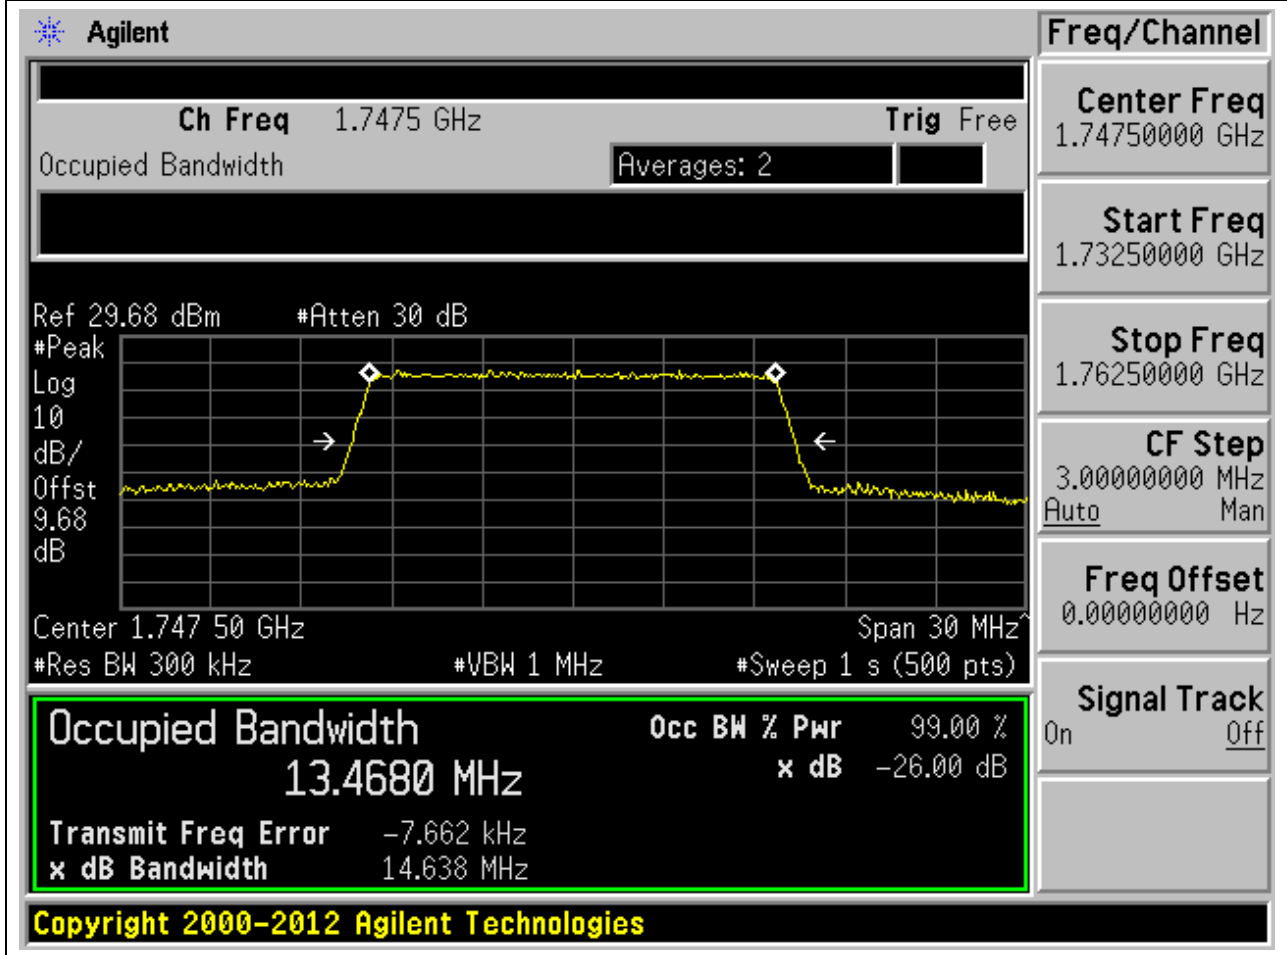 Agilent
Freq/Channel
Ch Freq 1.7475 GHz Trig Free
Occupied Bandwidth Averages: 2
Center Freq
1.74750000 GHz
Start Freq
1.73250000 GHz
Stop Freq
1.76250000 GHz
CF Step
3.00000000 MHz
Auto Man
Freq Offset
0.00000000 Hz
Signal Track
On Off
Ref 29.68 dBm #Atten 30 dB
#Peak
Log
10
dB/
Offst
9.68
dB
Center 1.747 50 GHz Span 30 MHz^
#Res BW 300 kHz #VBW 1 MHz #Sweep 1 s (500 pts)
Occupied Bandwidth Occ BW % Pwr 99.00 %
13.4680 MHz x dB -26.00 dB
Transmit Freq Error -7.662 kHz
x dB Bandwidth 14.638 MHz
Copyright 2000-2012 Agilent Technologies